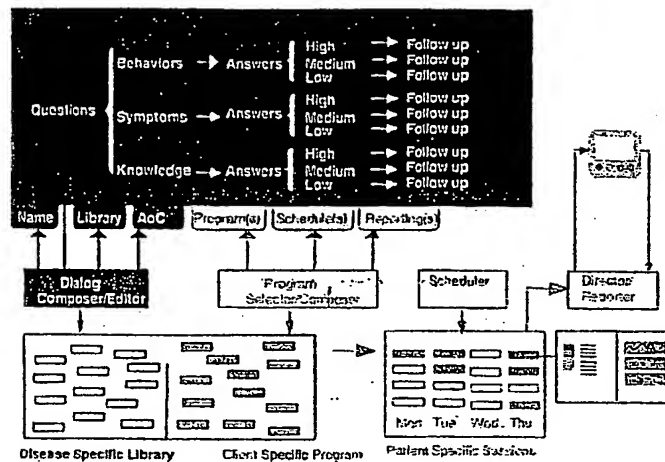 High → Follow up
Behaviors → Answers Medium → Follow up
Low → Follow up
High → Follow up
Questions Symptoms → Answers Medium → Follow up
Low → Follow up
High → Follow up
Knowledge → Answers Medium → Follow up
Low → Follow up
Name Library AoC Program(s) Schedule(s) Reporting(s)
Dialog Composer/Editor
Program Selector/Composer
Scheduler
Director/ Reporter
Mon Tue Wed Thu
Disease Specific Library
Client Specific Program
Patient Specific Sessions